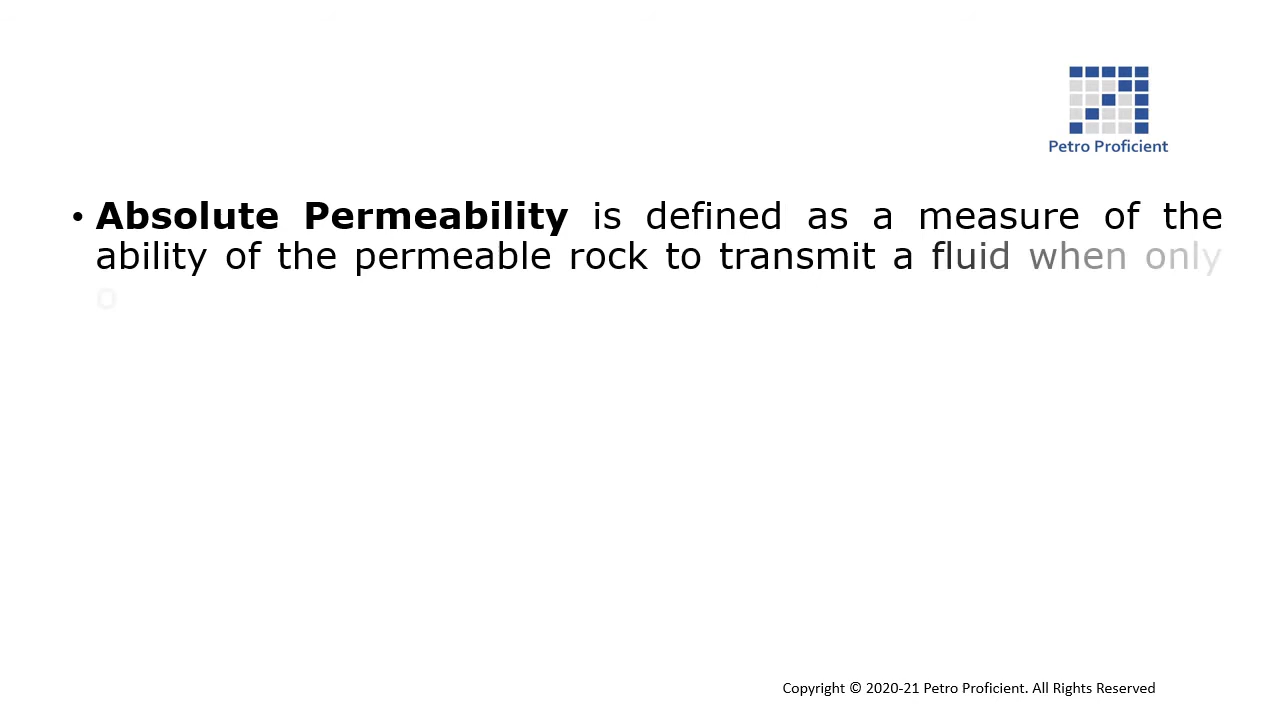 Petro Proficient
• Absolute Permeability is defined as a measure of the
ability of the permeable rock to transmit a fluid when only
o
Copyright © 2020-21 Petro Proficient. All Rights Reserved